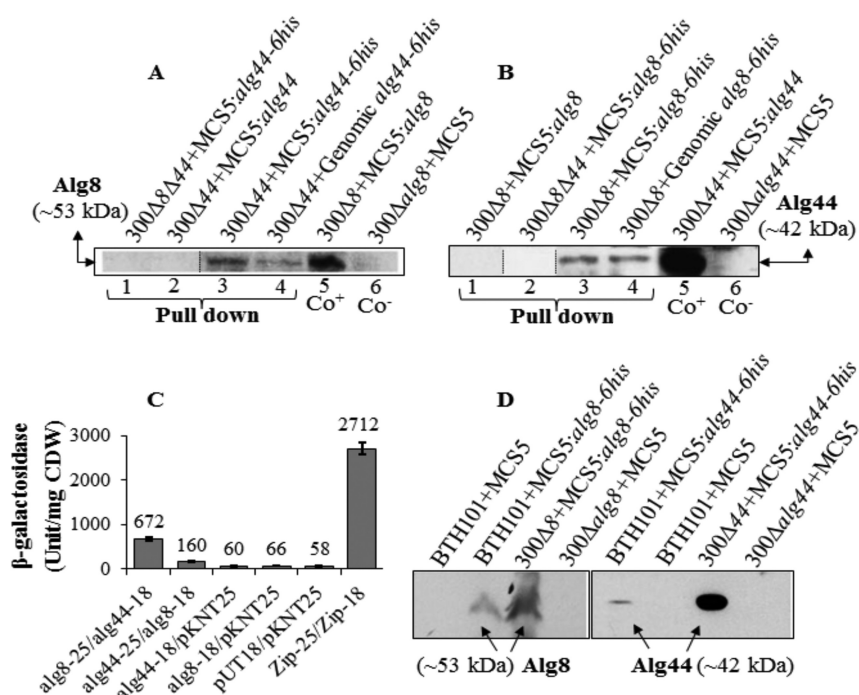 A
300Δ8Δ44+MCS5:alg44-6his
300Δ44+MCS5:alg44
300Δ44+MCS5:alg44-6his
300Δ44+Genomic alg44-6his
300Δ8+MCS5:alg8
300Δalg8+MCS5
Alg8
(~53 kDa)
1 2 3 4 5 6
Pull down
Co+ Co-
B
300Δ8+MCS5:alg8
300Δ8Δ44 +MCS5:alg8-6his
300Δ8+MCS5:alg8-6his
300Δ8+Genomic alg8-6his
300Δ44+MCS5:alg44
300Δalg44+MCS5
Alg44
(~42 kDa)
1 2 3 4 5 6
Pull down
Co+ Co-
C
β-galactosidase
(Unit/mg CDW)
3000
2000
1000
0
672
160
60
66
58
2712
alg8-25/alg44-18
alg44-25/alg8-18
alg44-18/pKNT25
alg8-18/pKNT25
pUT18/pKNT25
Zip-25/Zip-18
D
BTH101+MCS5
BTH101+MCS5:alg8-6his
300Δ8+MCS5:alg8-6his
300Δalg8+MCS5
BTH101+MCS5:alg44-6his
BTH101+MCS5
300Δ44+MCS5:alg44-6his
300Δalg44+MCS5
(~53 kDa) Alg8
Alg44 (~42 kDa)